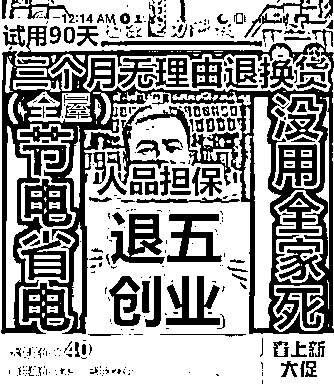 12:14 AM
试用90天
三个月无理由退换货
(全屋)
节电省电
人品担保
退五
创业
没用全家死
40
春上新
大促